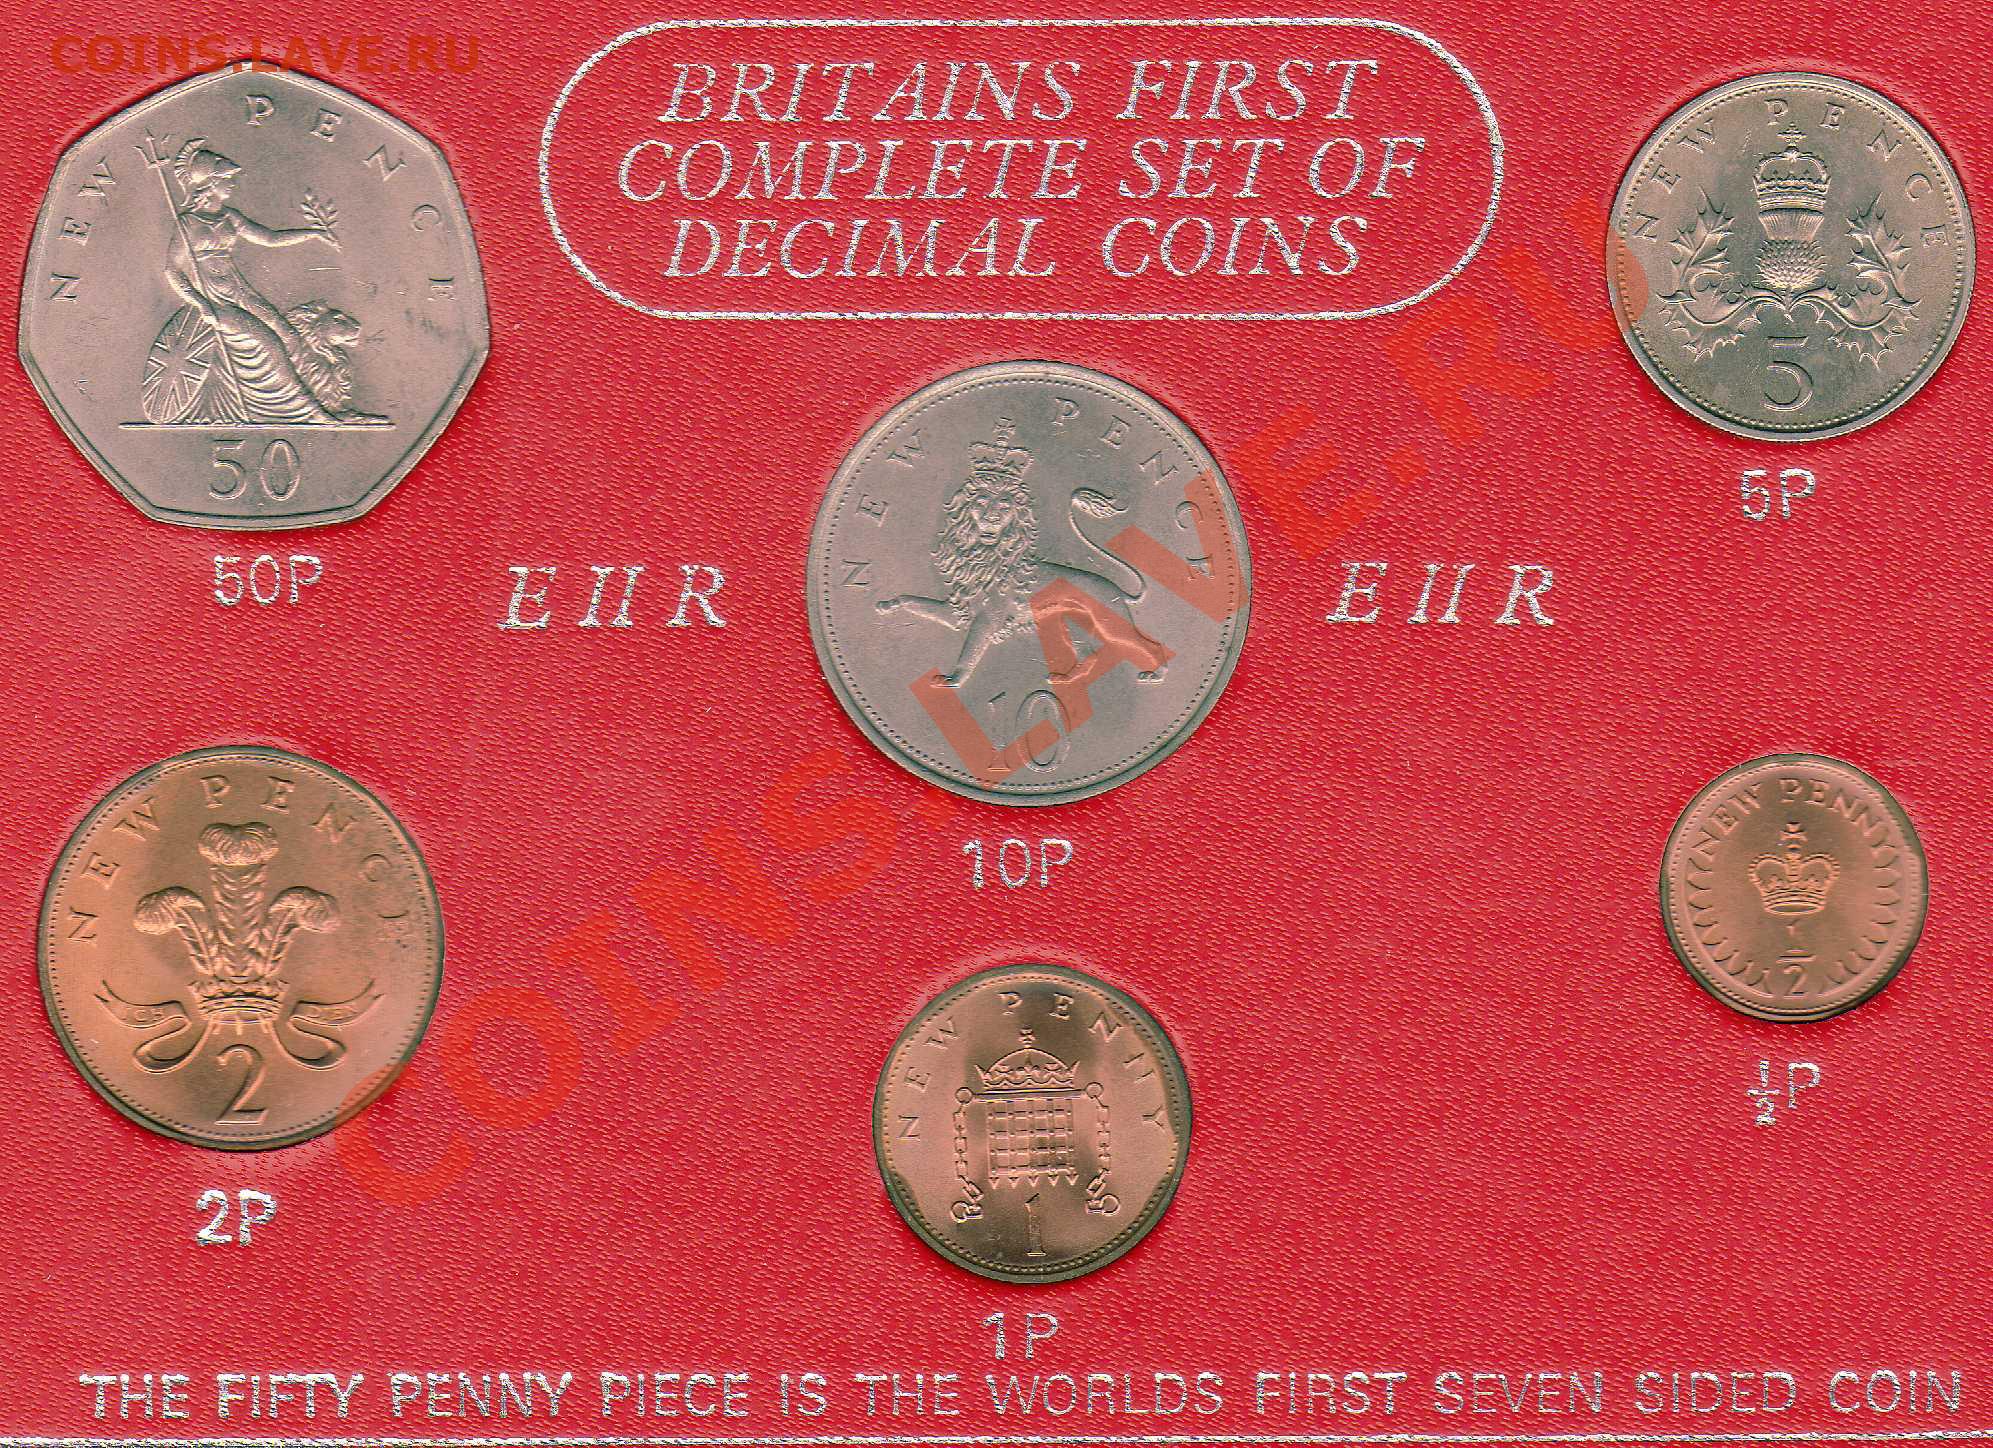 COINS.LAVE.RU
BRITAINS FIRST
COMPLETE SET OF
DECIMAL COINS
NEW PENCE
50
50P
NEW PENCE
5
5P
E II R
NEW PENCE
10
10P
E II R
NEW PENCE
ICH DIEN
2
2P
NEW PENNY
1
1P
NEW PENNY
1/2
½P
COINS.LAVE.RU
THE FIFTY PENNY PIECE IS THE WORLDS FIRST SEVEN SIDED COIN